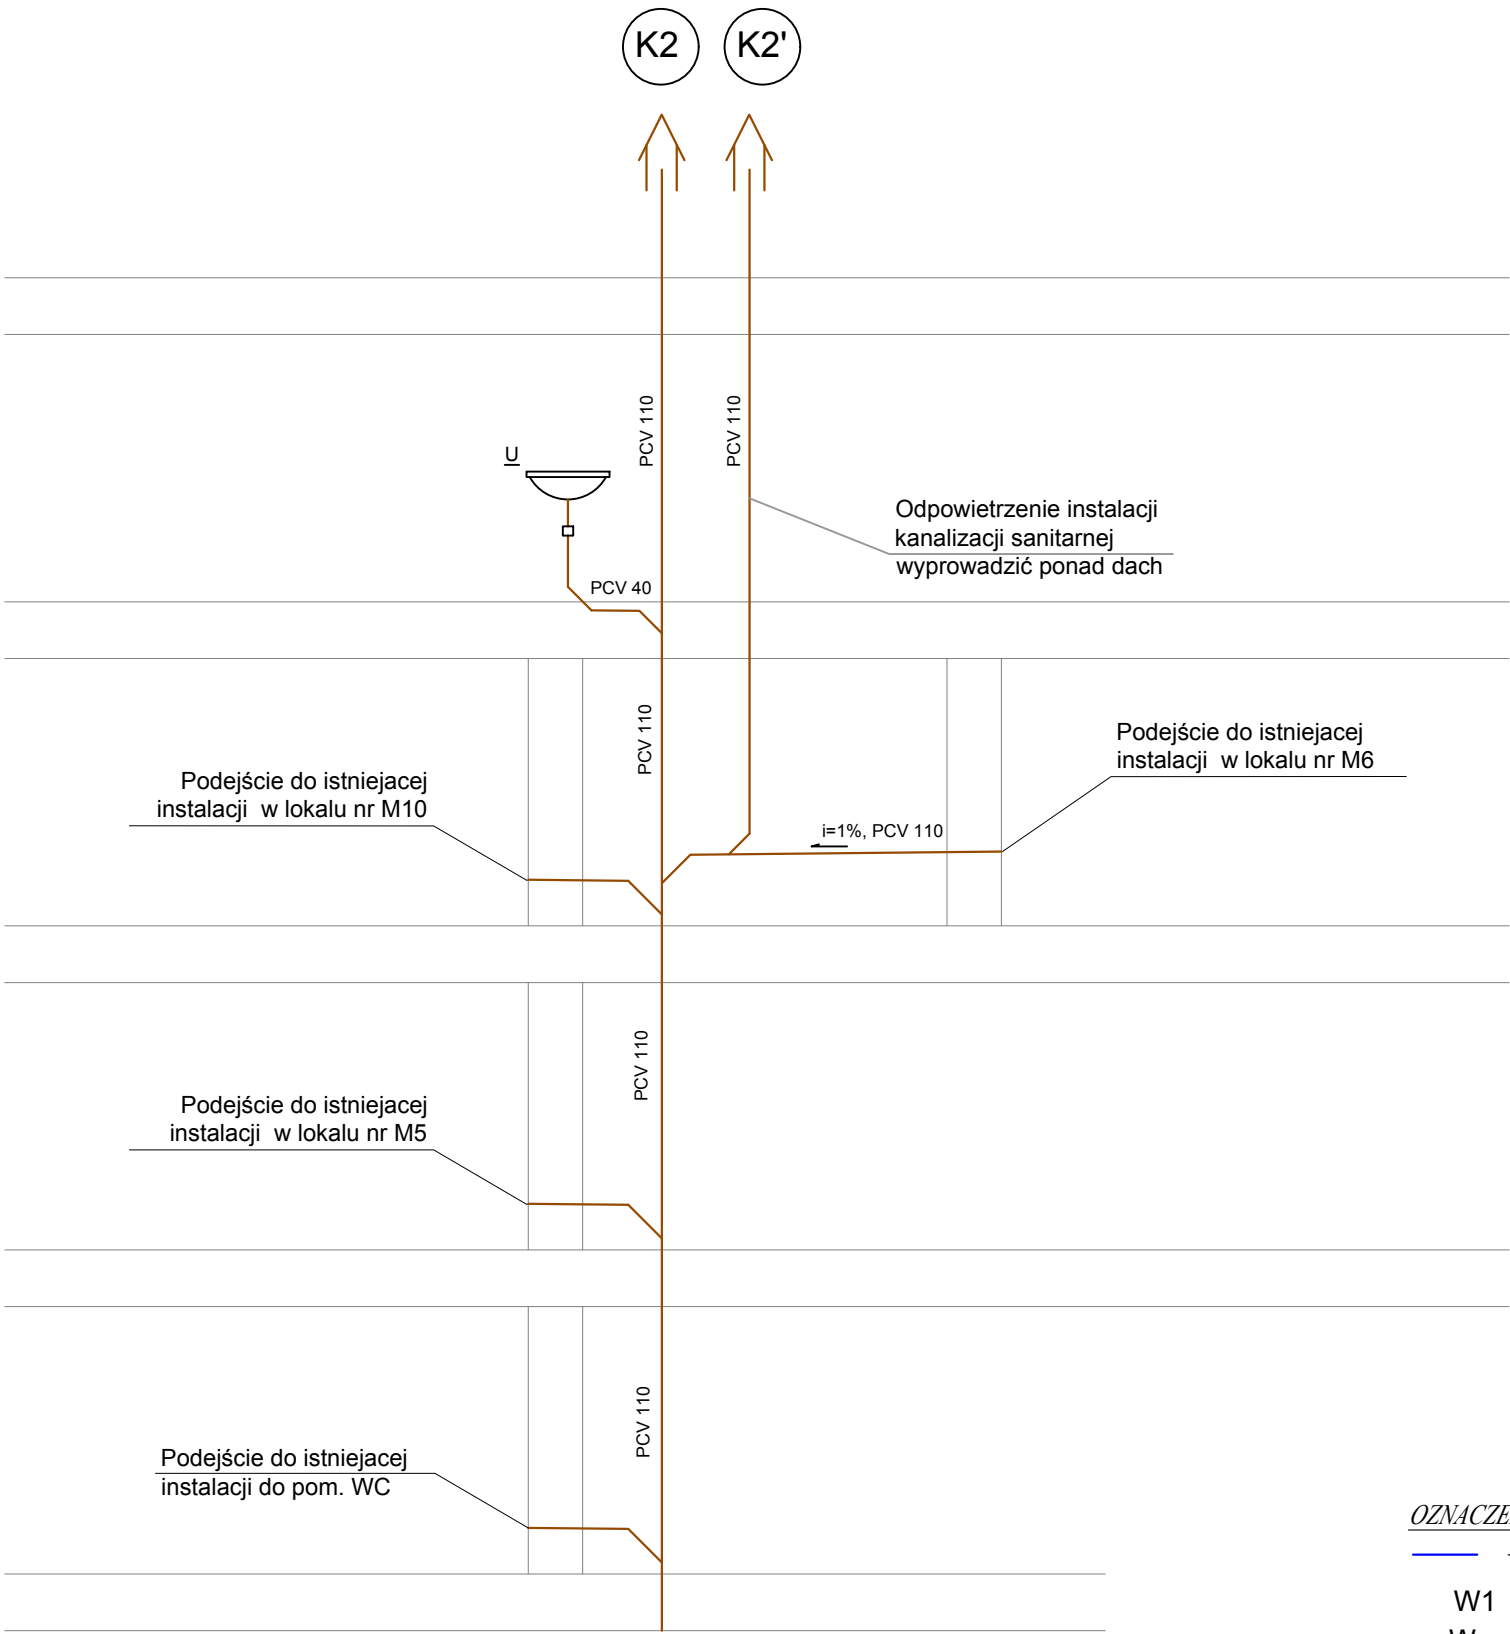 K2 K2'
PCV 110
PCV 110
U
Odpowietrzenie instalacji
kanalizacji sanitarnej
wyprowadzić ponad dach
PCV 40
PCV 110
Podejście do istniejacej
instalacji w lokalu nr M6
Podejście do istniejacej
instalacji w lokalu nr M10
i=1%, PCV 110
PCV 110
Podejście do istniejacej
instalacji w lokalu nr M5
PCV 110
Podejście do istniejacej
instalacji do pom. WC
W1